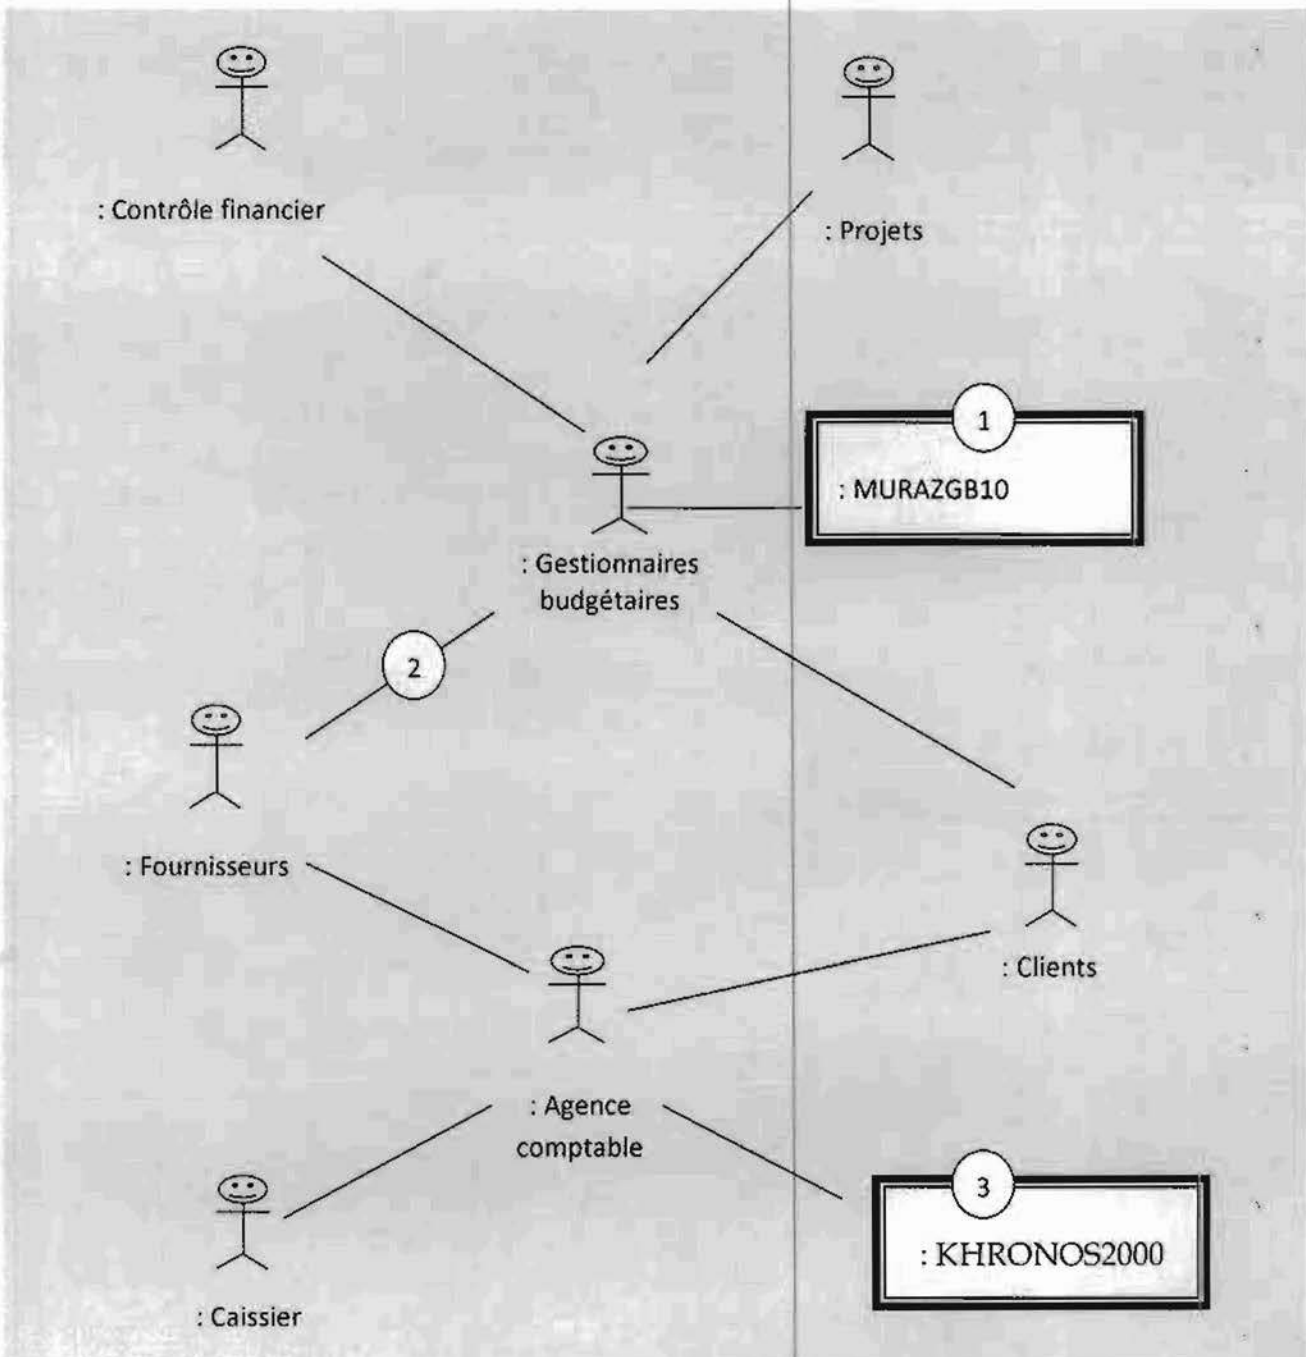 : Contrôle financier
: Projets
1
: MURAZGB10
: Gestionnaires
budgétaires
2
: Fournisseurs
: Clients
: Agence
comptable
3
: KHRONOS2000
: Caissier